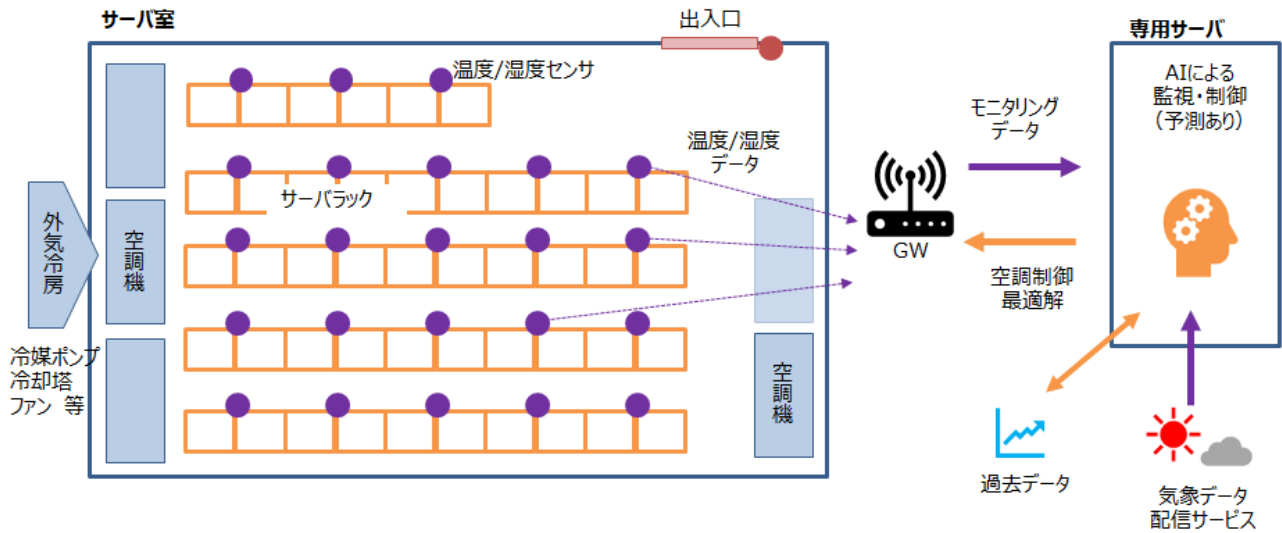 サーバ室
出入口
専用サーバ
温度/湿度センサ
AIによる
監視・制御
（予測あり）
モニタリング
データ
温度/湿度
データ
サーバラック
外気冷房
空調機
GW
空調制御
最適解
冷媒ポンプ
冷却塔
ファン 等
空調機
過去データ
気象データ
配信サービス